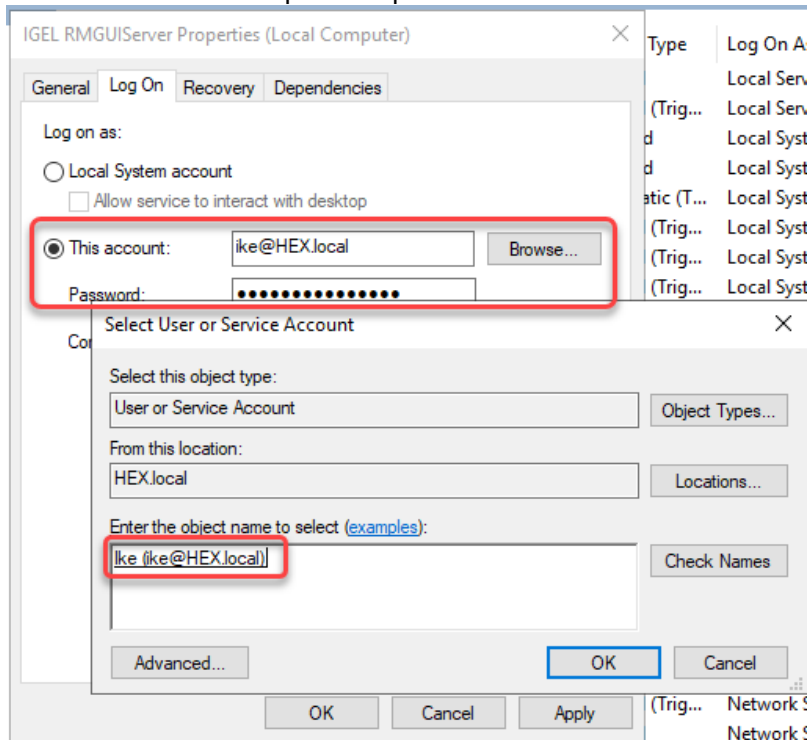 IGEL RMGUIServer Properties (Local Computer)
General Log On Recovery Dependencies
Log on as:
Local System account
Allow service to interact with desktop
This account: ike@HEX.local Browse...
Password: •••••••••••••••
Select User or Service Account
Select this object type:
User or Service Account Object Types...
From this location:
HEX.local Locations...
Enter the object name to select (examples):
Ike (ike@HEX.local) Check Names
Advanced... OK Cancel
OK Cancel Apply
Type Log On A
Local Serv
(Trig... Local Serv
d Local Syst
d Local Syst
atic (T... Local Syst
(Trig... Local Syst
(Trig... Local Syst
(Trig... Local Syst
(Trig... Network S
Network S